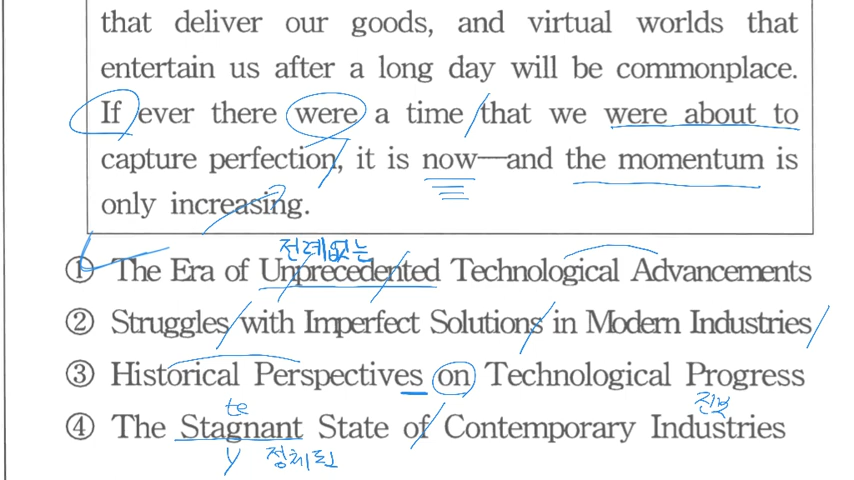 that deliver our goods, and virtual worlds that
entertain us after a long day will be commonplace.
If ever there were a time that we were about to
capture perfection, it is now—and the momentum is
only increasing.
전례없는
① The Era of Unprecedented Technological Advancements
② Struggles with Imperfect Solutions in Modern Industries
③ Historical Perspectives on Technological Progress
te
④ The Stagnant State of Contemporary Industries
y 정체된